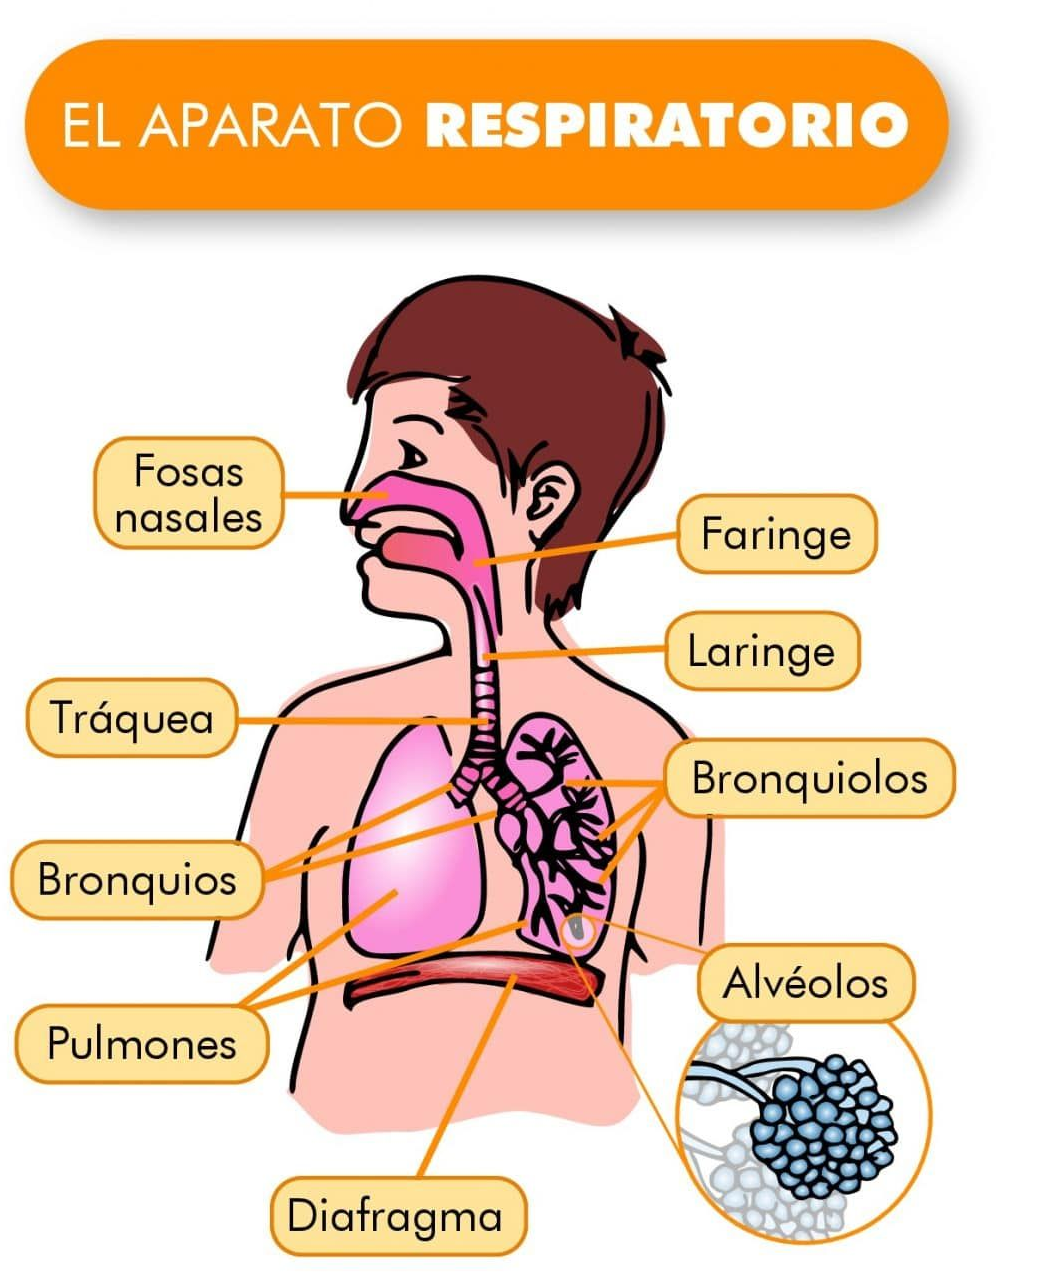 EL APARATO RESPIRATORIO
Fosas
nasales
Faringe
Laringe
Tráquea
Bronquiolos
Bronquios
Alvéolos
Pulmones
Diafragma